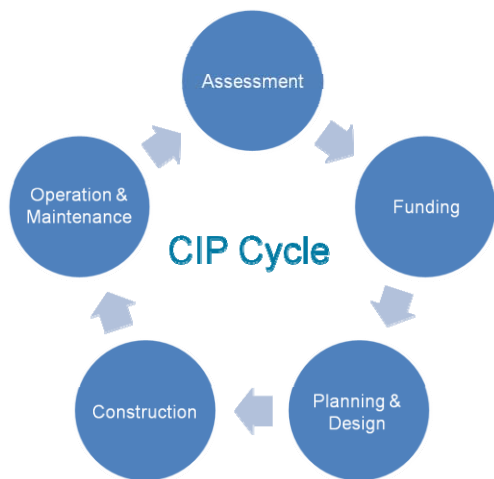 Assessment
Funding
Planning &
Design
Construction
Operation &
Maintenance
CIP Cycle